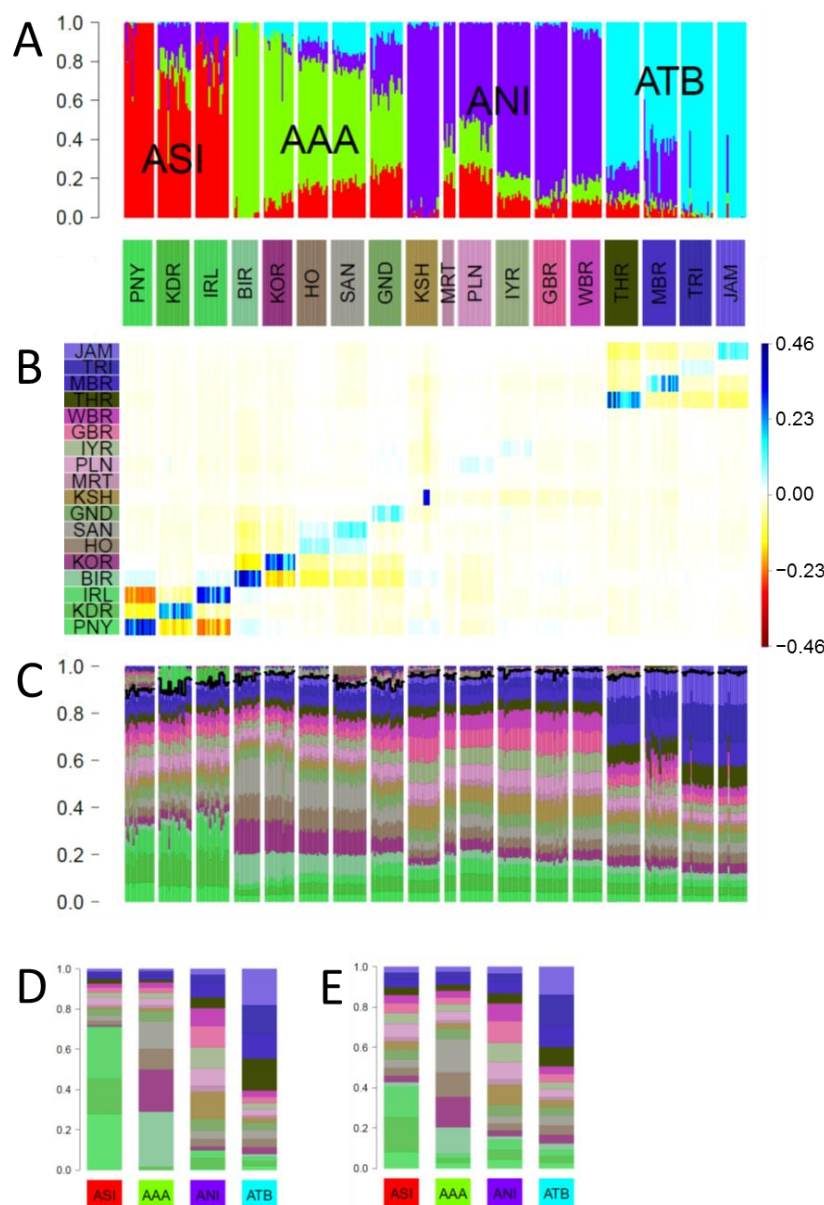 A
1.0
0.8
0.6
0.4
0.2
0.0
ASI
AAA
ANI
ATB
PNY
KDR
IRL
BIR
KOR
HO
SAN
GND
KSH
MRT
PLN
IYR
GBR
WBR
THR
MBR
TRI
JAM
B
JAM
TRI
MBR
THR
WBR
GBR
IYR
PLN
MRT
KSH
GND
SAN
HO
KOR
BIR
IRL
KDR
PNY
0.46
0.23
0.00
−0.23
−0.46
C
1.0
0.8
0.6
0.4
0.2
0.0
D
1.0
0.8
0.6
0.4
0.2
0.0
ASI AAA ANI ATB
E
1.0
0.8
0.6
0.4
0.2
0.0
ASI AAA ANI ATB